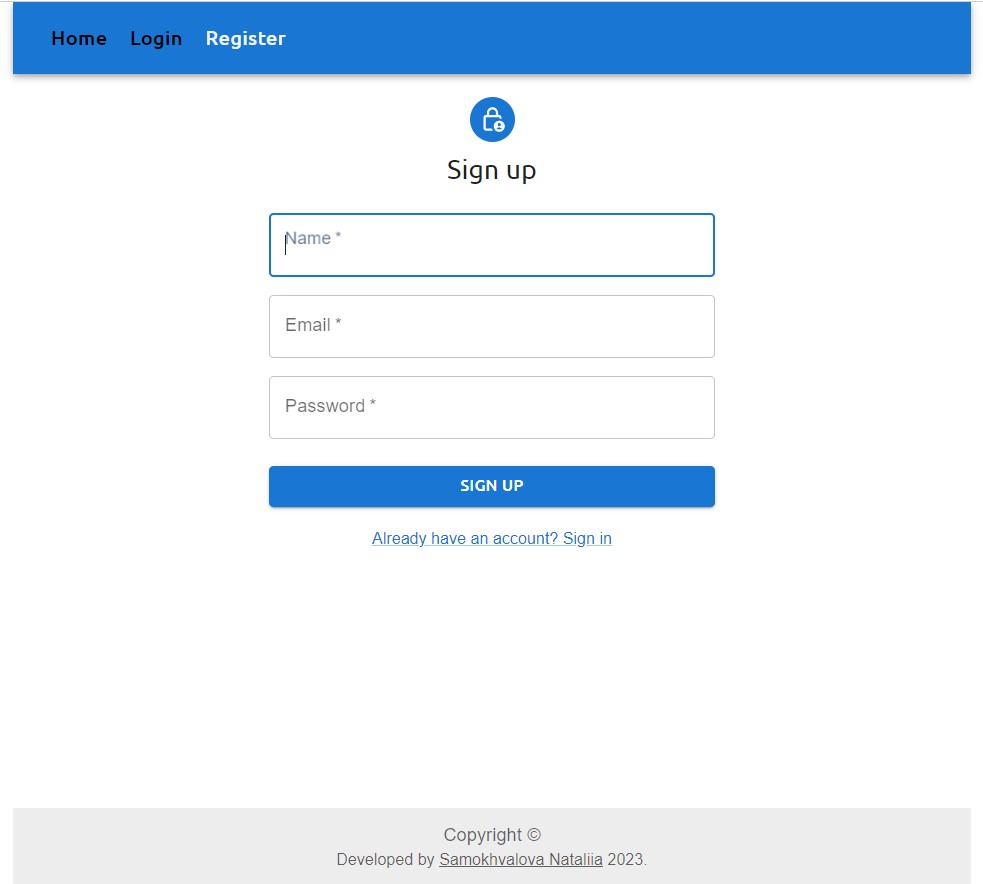 Home Login Register
Sign up
Name *
Email *
Password *
SIGN UP
Already have an account? Sign in
Copyright ©
Developed by Samokhvalova Nataliia 2023.